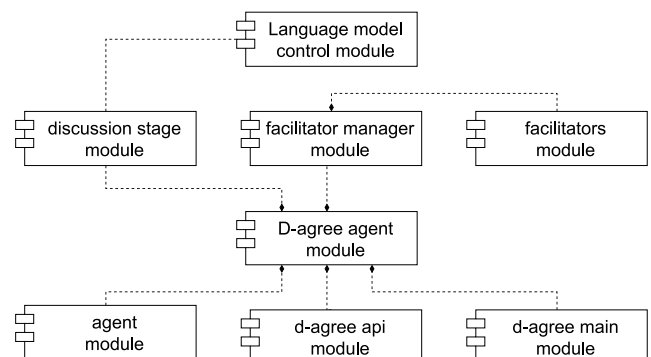 Language model
control module
discussion stage
module
facilitator manager
module
facilitators
module
D-agree agent
module
agent
module
d-agree api
module
d-agree main
module